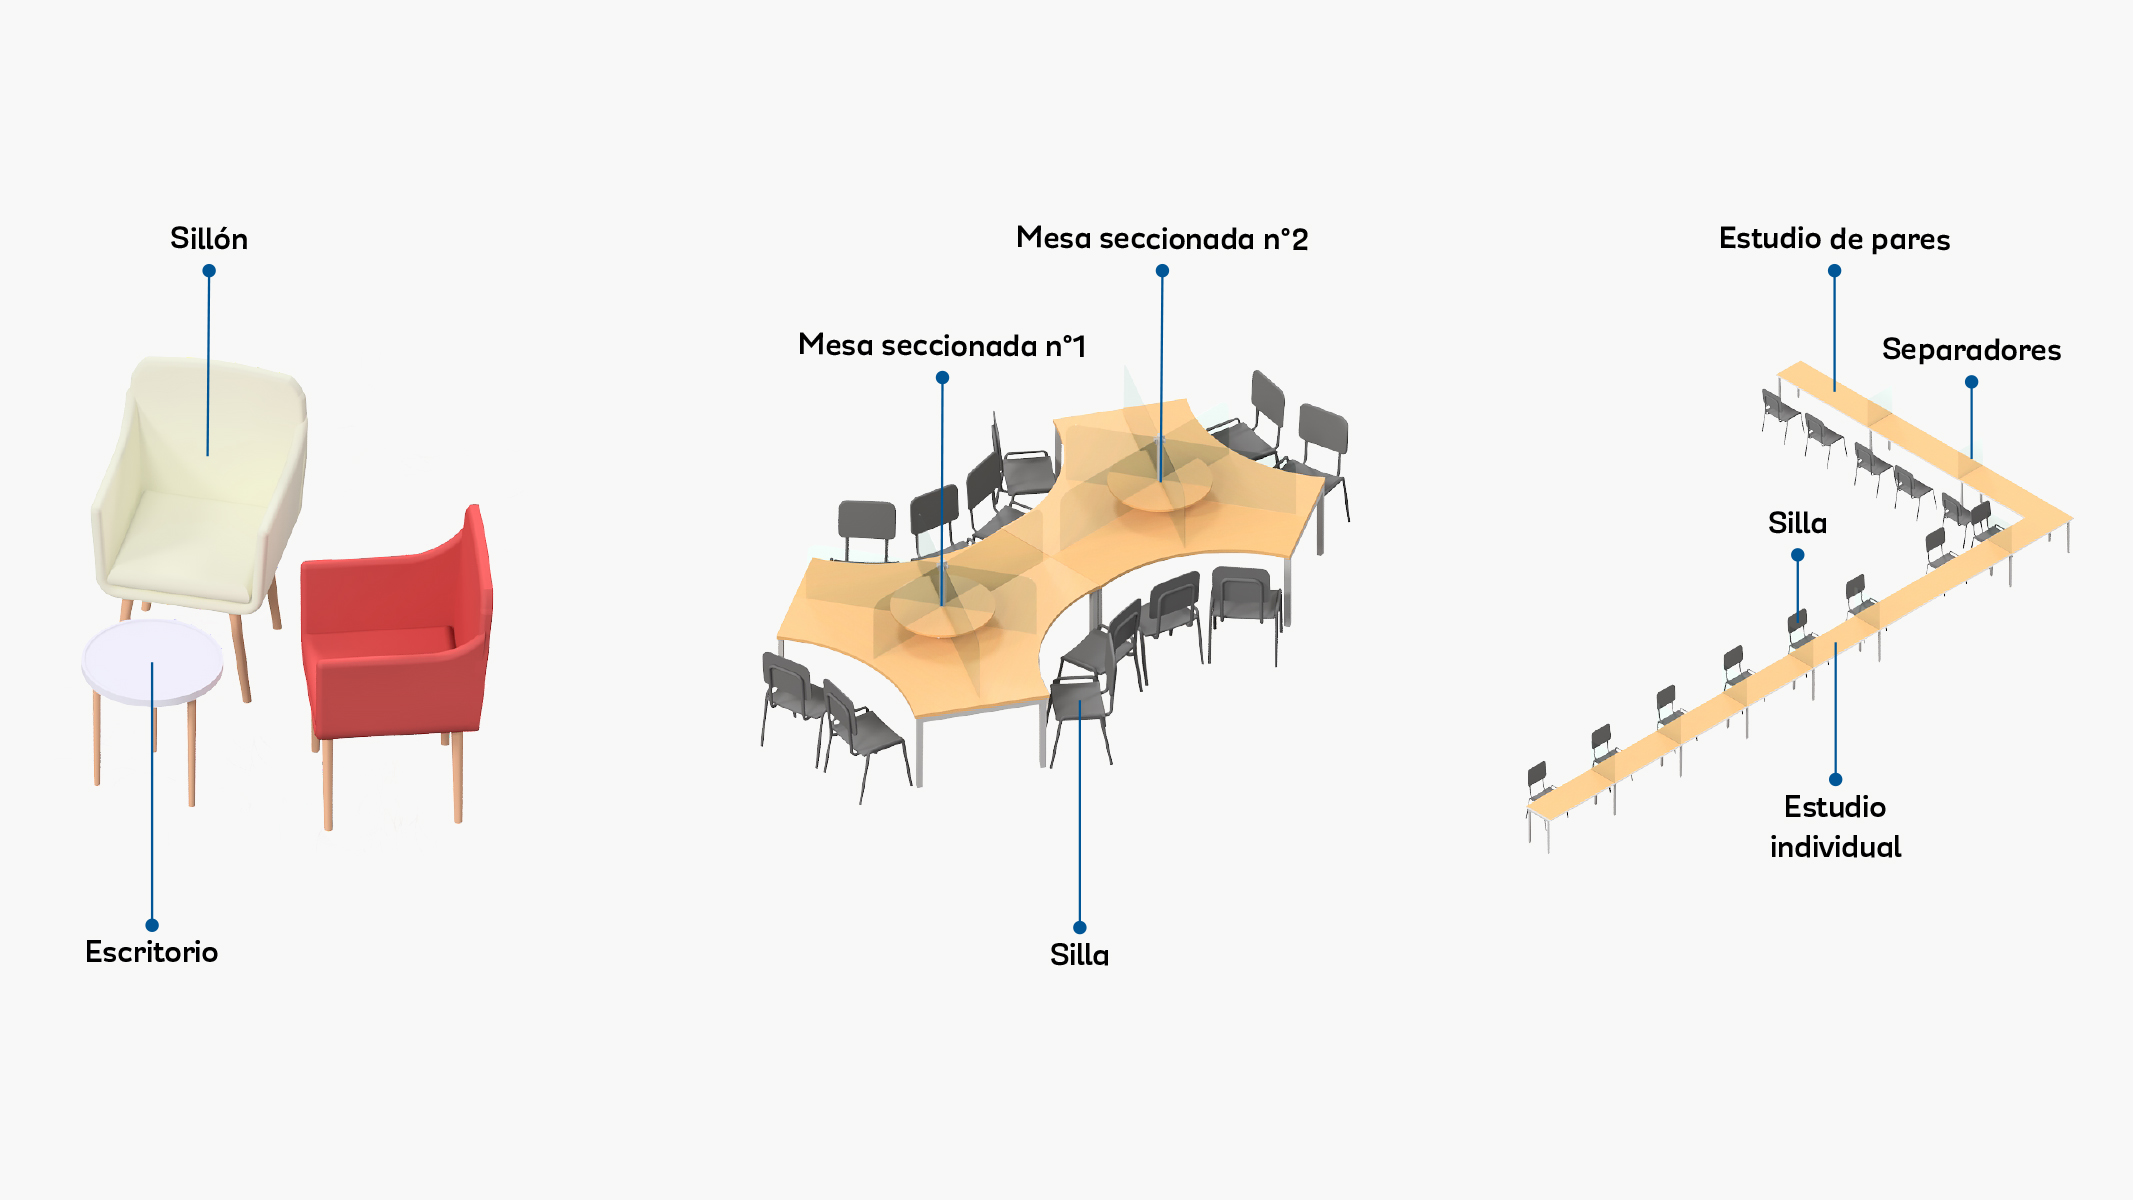 Sillón
Escritorio
Mesa seccionada n°2
Mesa seccionada n°1
Silla
Estudio de pares
Separadores
Silla
Estudio
individual